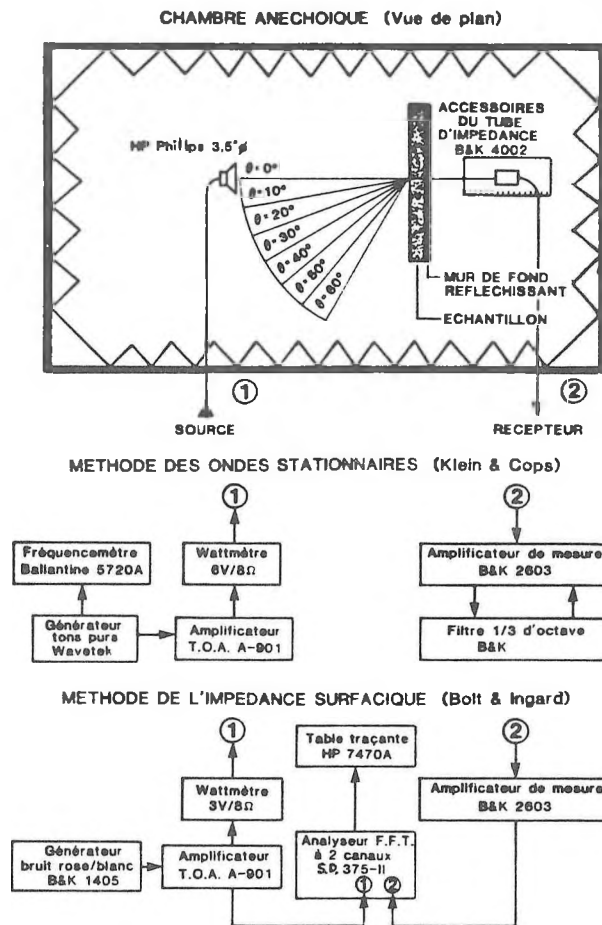 CHAMBRE ANECHOIQUE (Vue de plan)
HP Philips 3.5"ø
ACCESSOIRES
DU TUBE
D'IMPEDANCE
B&K 4002
θ=0°
θ=10°
θ=20°
θ=30°
θ=40°
θ=50°
θ=60°
MUR DE FOND
REFLECHISSANT
ECHANTILLON
①
②
SOURCE
RECEPTEUR
METHODE DES ONDES STATIONNAIRES (Klein & Cops)
①
②
Fréquencemètre
Ballantine 5720A
Wattmètre
6V/8Ω
Amplificateur de mesure
B&K 2603
Générateur
tons purs
Wavetek
Amplificateur
T.O.A. A-901
Filtre 1/3 d'octave
B&K
METHODE DE L'IMPEDANCE SURFACIQUE (Bolt & Ingard)
①
②
Table traçante
HP 7470A
Wattmètre
3V/8Ω
Amplificateur de mesure
B&K 2603
Générateur
bruit rose/blanc
B&K 1405
Amplificateur
T.O.A. A-901
Analyseur F.F.T.
à 2 canaux
S.D. 375-II
① ②